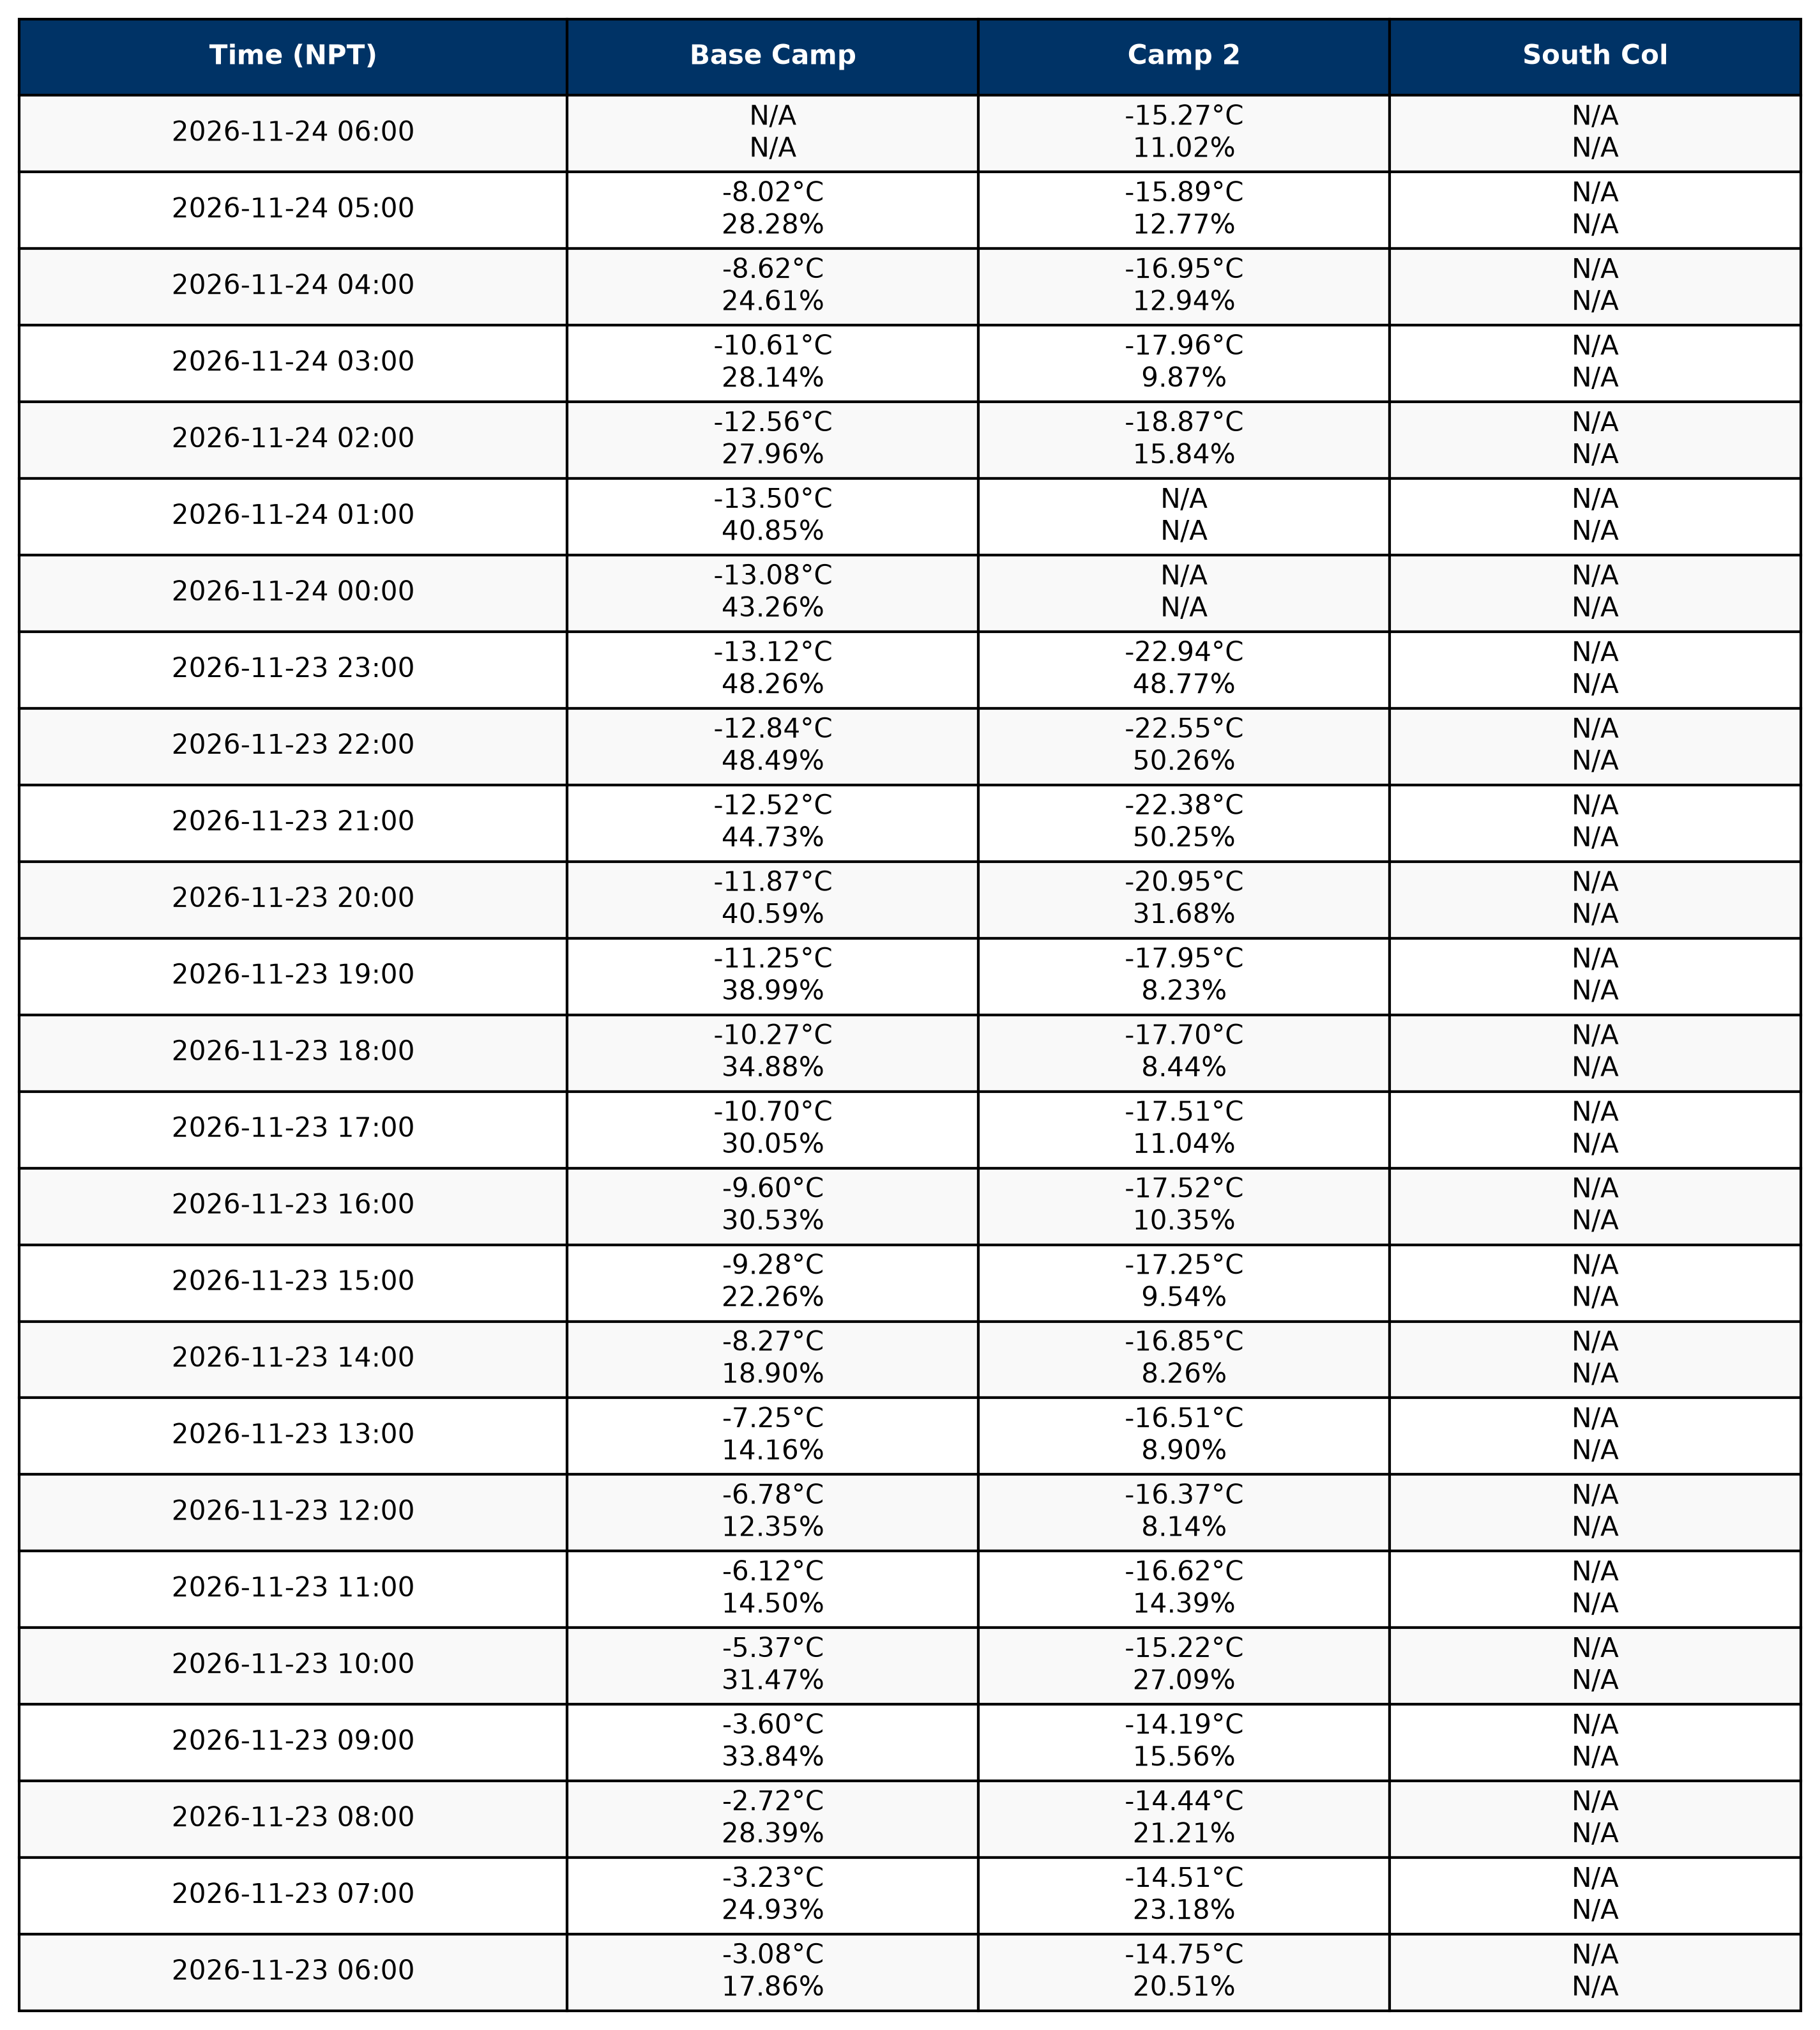 Time (NPT) Base Camp Camp 2 South Col
2026-11-24 06:00
N/A
N/A
-15.27°C
11.02%
N/A
N/A
2026-11-24 05:00
-8.02°C
28.28%
-15.89°C
12.77%
N/A
N/A
2026-11-24 04:00
-8.62°C
24.61%
-16.95°C
12.94%
N/A
N/A
2026-11-24 03:00
-10.61°C
28.14%
-17.96°C
9.87%
N/A
N/A
2026-11-24 02:00
-12.56°C
27.96%
-18.87°C
15.84%
N/A
N/A
2026-11-24 01:00
-13.50°C
40.85%
N/A
N/A
N/A
N/A
2026-11-24 00:00
-13.08°C
43.26%
N/A
N/A
N/A
N/A
2026-11-23 23:00
-13.12°C
48.26%
-22.94°C
48.77%
N/A
N/A
2026-11-23 22:00
-12.84°C
48.49%
-22.55°C
50.26%
N/A
N/A
2026-11-23 21:00
-12.52°C
44.73%
-22.38°C
50.25%
N/A
N/A
2026-11-23 20:00
-11.87°C
40.59%
-20.95°C
31.68%
N/A
N/A
2026-11-23 19:00
-11.25°C
38.99%
-17.95°C
8.23%
N/A
N/A
2026-11-23 18:00
-10.27°C
34.88%
-17.70°C
8.44%
N/A
N/A
2026-11-23 17:00
-10.70°C
30.05%
-17.51°C
11.04%
N/A
N/A
2026-11-23 16:00
-9.60°C
30.53%
-17.52°C
10.35%
N/A
N/A
2026-11-23 15:00
-9.28°C
22.26%
-17.25°C
9.54%
N/A
N/A
2026-11-23 14:00
-8.27°C
18.90%
-16.85°C
8.26%
N/A
N/A
2026-11-23 13:00
-7.25°C
14.16%
-16.51°C
8.90%
N/A
N/A
2026-11-23 12:00
-6.78°C
12.35%
-16.37°C
8.14%
N/A
N/A
2026-11-23 11:00
-6.12°C
14.50%
-16.62°C
14.39%
N/A
N/A
2026-11-23 10:00
-5.37°C
31.47%
-15.22°C
27.09%
N/A
N/A
2026-11-23 09:00
-3.60°C
33.84%
-14.19°C
15.56%
N/A
N/A
2026-11-23 08:00
-2.72°C
28.39%
-14.44°C
21.21%
N/A
N/A
2026-11-23 07:00
-3.23°C
24.93%
-14.51°C
23.18%
N/A
N/A
2026-11-23 06:00
-3.08°C
17.86%
-14.75°C
20.51%
N/A
N/A